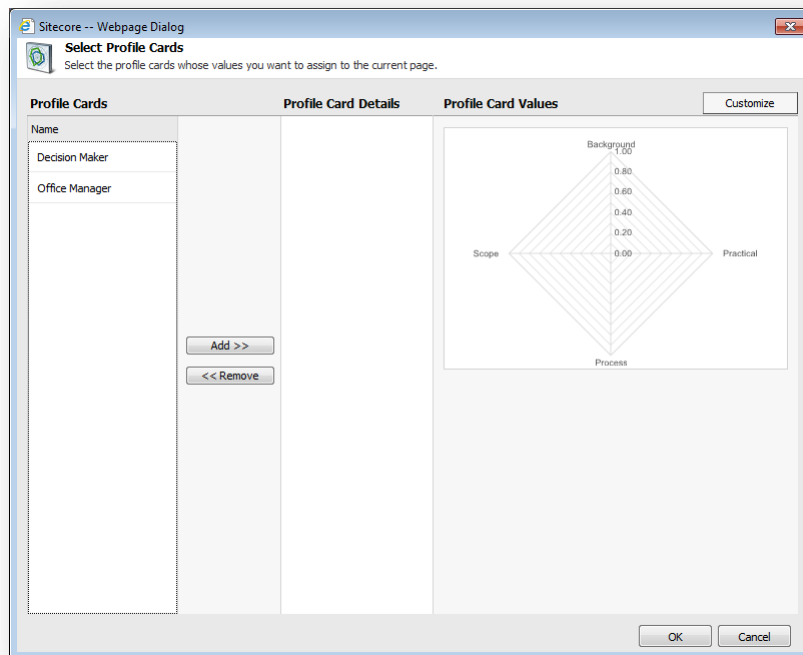 Sitecore -- Webpage Dialog
Select Profile Cards
Select the profile cards whose values you want to assign to the current page.
Profile Cards
Profile Card Details
Profile Card Values
Customize
Name
Decision Maker
Office Manager
Add >>
<< Remove
Background
1.00
0.80
0.60
0.40
0.20
Scope
0.00
Practical
Process
OK
Cancel